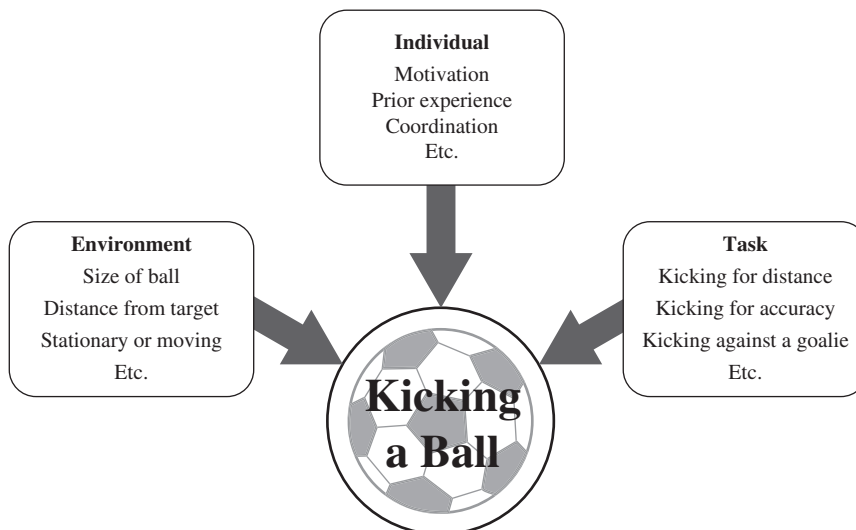 Individual
Motivation
Prior experience
Coordination
Etc.
Environment
Size of ball
Distance from target
Stationary or moving
Etc.
Task
Kicking for distance
Kicking for accuracy
Kicking against a goalie
Etc.
Kicking
a Ball